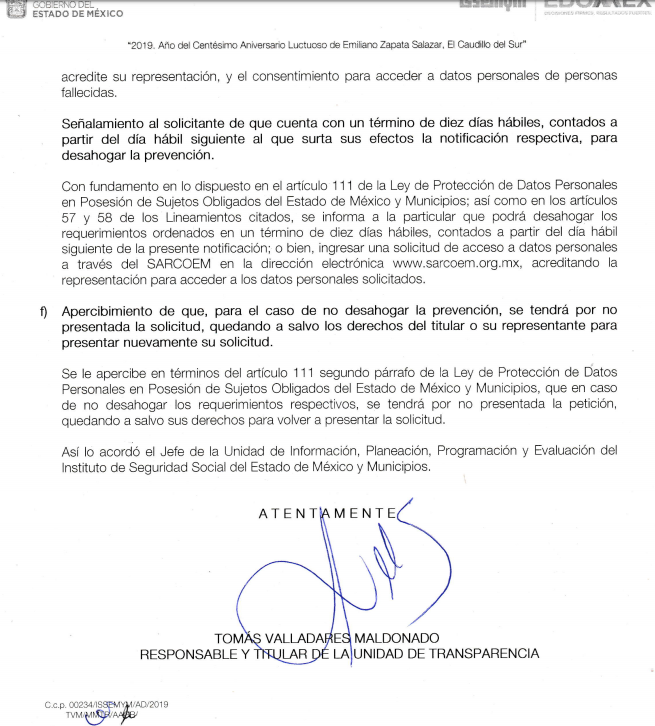 GOBIERNO DEL
ESTADO DE MÉXICO
issemym
EDOMÉX
DECISIONES FIRMES, RESULTADOS FUERTES.
"2019. Año del Centésimo Aniversario Luctuoso de Emiliano Zapata Salazar, El Caudillo del Sur"
acredite su representación, y el consentimiento para acceder a datos personales de personas
fallecidas.
Señalamiento al solicitante de que cuenta con un término de diez días hábiles, contados a
partir del día hábil siguiente al que surta sus efectos la notificación respectiva, para
desahogar la prevención.
Con fundamento en lo dispuesto en el artículo 111 de la Ley de Protección de Datos Personales
en Posesión de Sujetos Obligados del Estado de México y Municipios; así como en los artículos
57 y 58 de los Lineamientos citados, se informa a la particular que podrá desahogar los
requerimientos ordenados en un término de diez días hábiles, contados a partir del día hábil
siguiente de la presente notificación; o bien, ingresar una solicitud de acceso a datos personales
a través del SARCOEM en la dirección electrónica www.sarcoem.org.mx, acreditando la
representación para acceder a los datos personales solicitados.
f) Apercibimiento de que, para el caso de no desahogar la prevención, se tendrá por no
presentada la solicitud, quedando a salvo los derechos del titular o su representante para
presentar nuevamente su solicitud.
Se le apercibe en términos del artículo 111 segundo párrafo de la Ley de Protección de Datos
Personales en Posesión de Sujetos Obligados del Estado de México y Municipios, que en caso
de no desahogar los requerimientos respectivos, se tendrá por no presentada la petición,
quedando a salvo sus derechos para volver a presentar la solicitud.
Así lo acordó el Jefe de la Unidad de Información, Planeación, Programación y Evaluación del
Instituto de Seguridad Social del Estado de México y Municipios.
ATENTAMENTE
TOMÁS VALLADARES MALDONADO
RESPONSABLE Y TITULAR DE LA UNIDAD DE TRANSPARENCIA
C.c.p. 00234/ISSEMYM/AD/2019